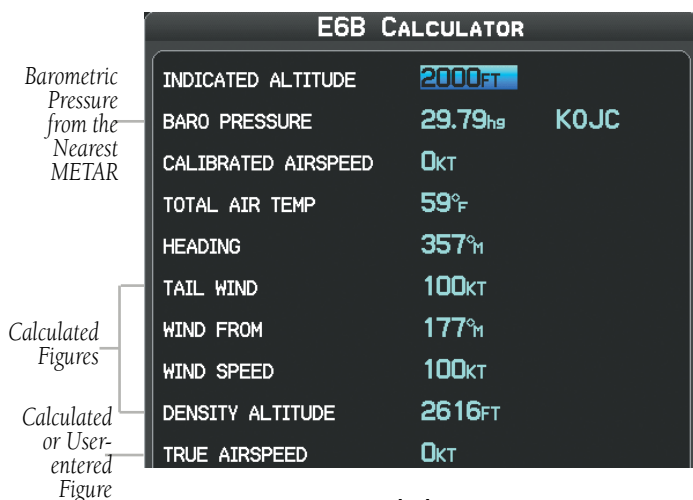 E6B CALCULATOR
Barometric
Pressure
from the
Nearest
METAR
INDICATED ALTITUDE 2000FT
BARO PRESSURE 29.79hg KOJC
CALIBRATED AIRSPEED 0KT
TOTAL AIR TEMP 59°F
HEADING 357°M
TAIL WIND 100KT
WIND FROM 177°M
WIND SPEED 100KT
DENSITY ALTITUDE 2616FT
TRUE AIRSPEED 0KT
Calculated
Figures
Calculated
or User-
entered
Figure